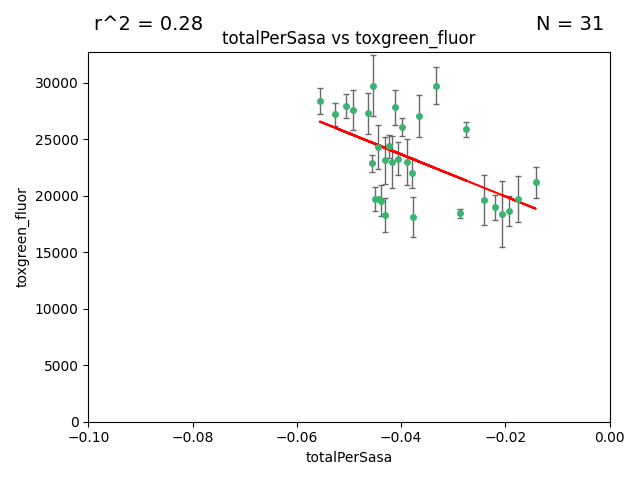 r^2 = 0.28
N = 31
totalPerSasa vs toxgreen_fluor
30000
25000
20000
15000
10000
5000
0
toxgreen_fluor
−0.10
−0.08
−0.06
−0.04
−0.02
0.00
totalPerSasa